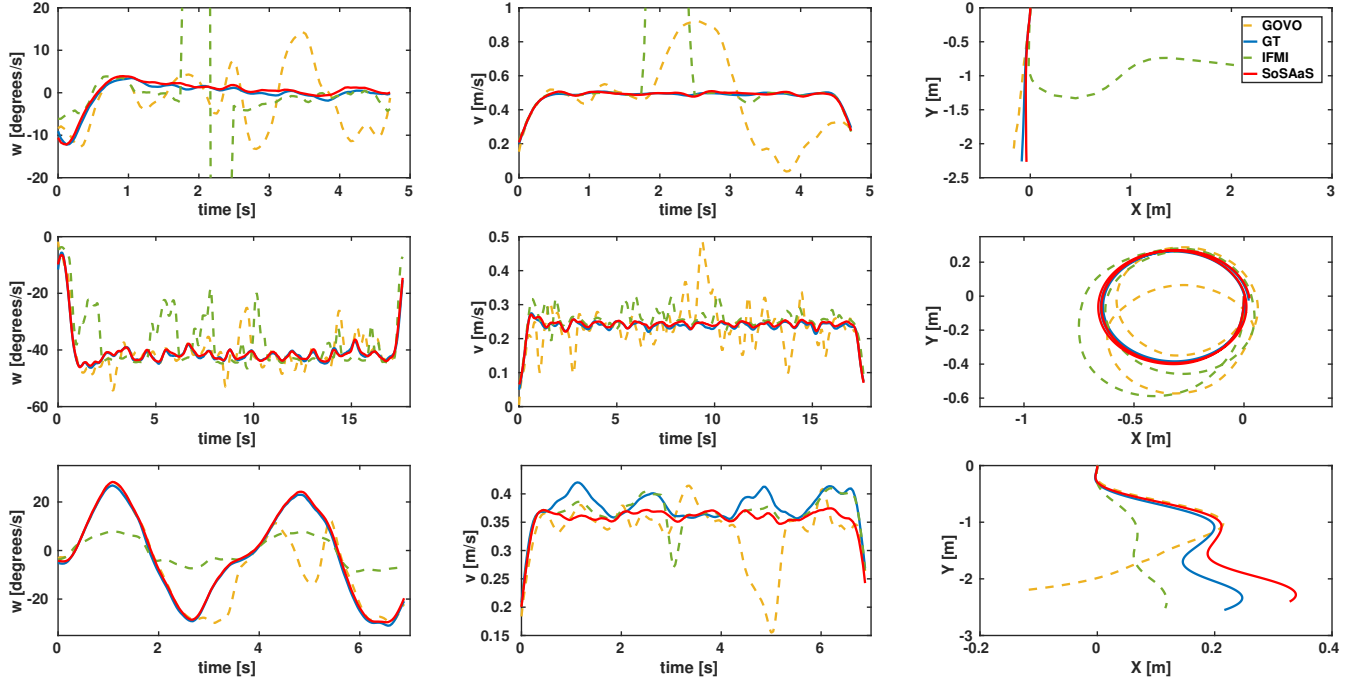 20
10
0
-10
-20
0 1 2 3 4 5
w [degrees/s]
time [s]
1
0.8
0.6
0.4
0.2
0
0 1 2 3 4 5
v [m/s]
time [s]
0
-0.5
-1
-1.5
-2
-2.5
0 1 2 3
Y [m]
X [m]
GOVO
GT
IFMI
SoSAaS
0
-20
-40
-60
0 5 10 15
w [degrees/s]
time [s]
0.5
0.4
0.3
0.2
0.1
0
0 5 10 15
v [m/s]
time [s]
0.2
0
-0.2
-0.4
-0.6
-1 -0.5 0
Y [m]
X [m]
20
0
-20
0 2 4 6
w [degrees/s]
time [s]
0.4
0.35
0.3
0.25
0.2
0.15
0 2 4 6
v [m/s]
time [s]
0
-1
-2
-3
-0.2 0 0.2 0.4
Y [m]
X [m]